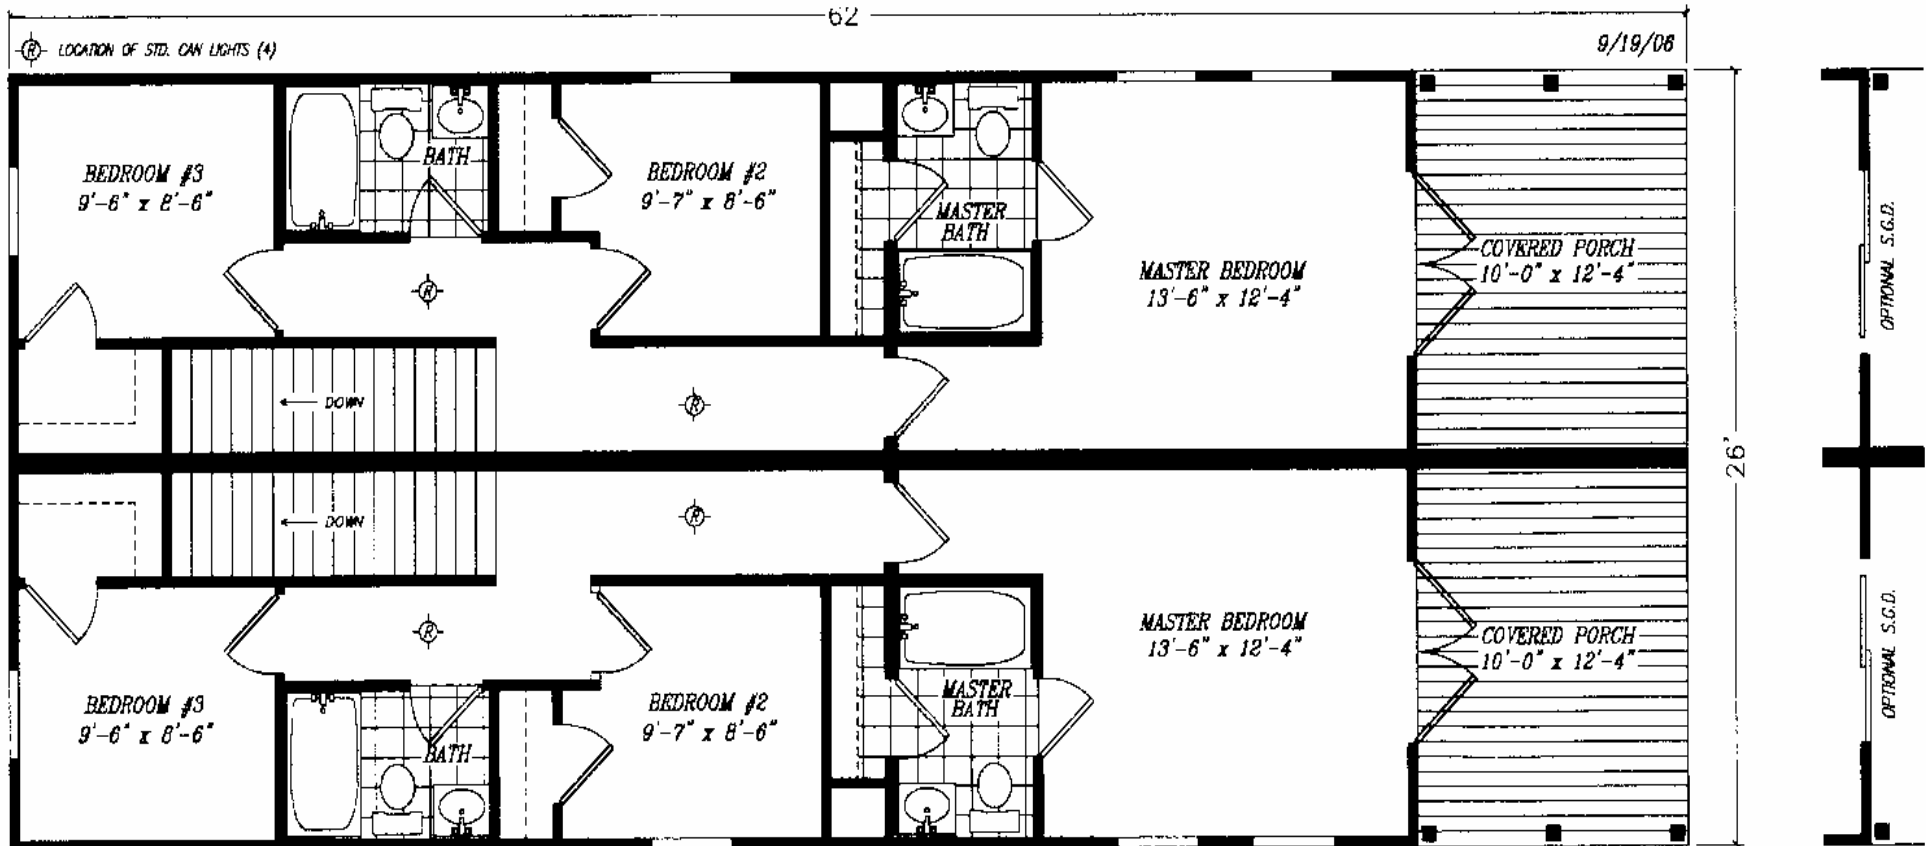 62
Ⓡ LOCATION OF STD. CAN LIGHTS (4)
9/19/06
BEDROOM #3
9'-6" x 8'-6"
BATH
BEDROOM #2
9'-7" x 8'-6"
MASTER
BATH
MASTER BEDROOM
13'-6" x 12'-4"
COVERED PORCH
10'-0" x 12'-4"
OPTIONAL S.G.D.
R
DOWN
R
26'
DOWN
R
R
BEDROOM #3
9'-6" x 8'-6"
BATH
BEDROOM #2
9'-7" x 8'-6"
MASTER
BATH
MASTER BEDROOM
13'-6" x 12'-4"
COVERED PORCH
10'-0" x 12'-4"
OPTIONAL S.G.D.